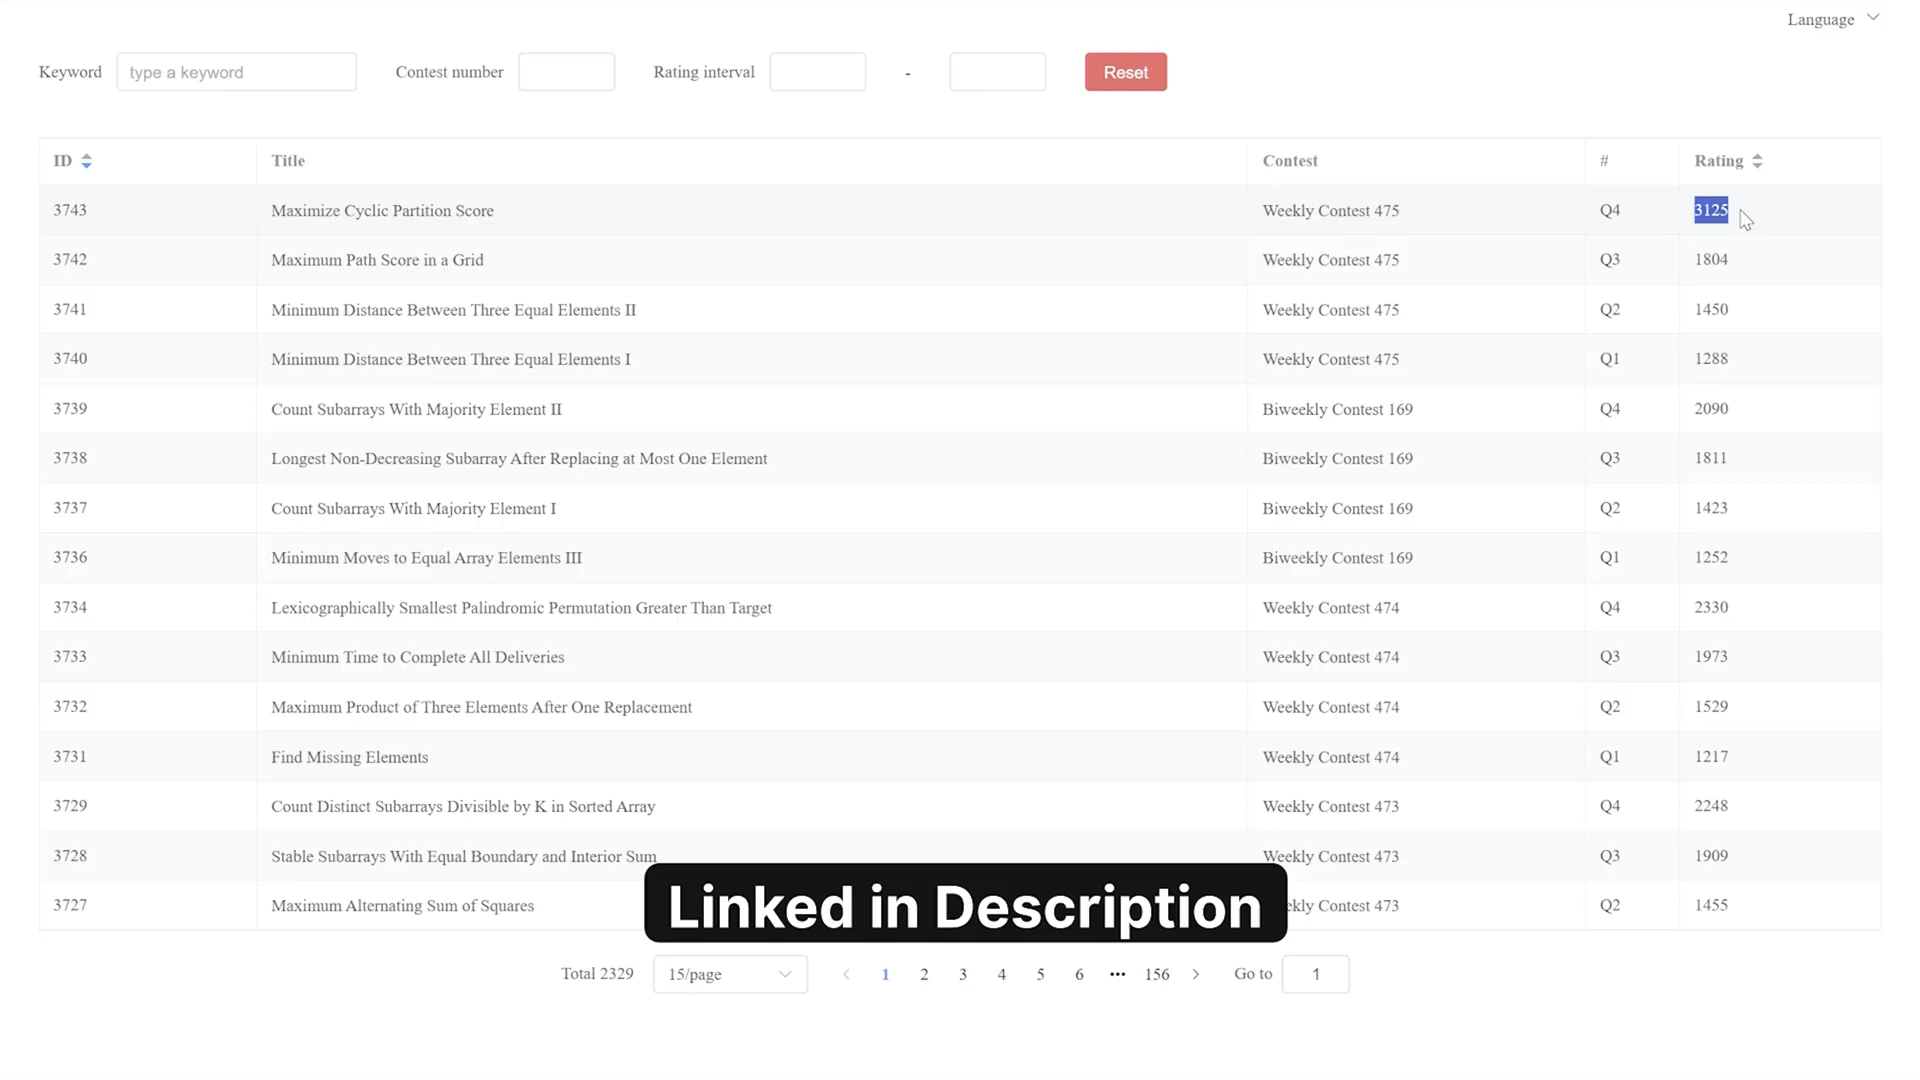 Language
Keyword type a keyword Contest number Rating interval - Reset
ID Title Contest # Rating
3743 Maximize Cyclic Partition Score Weekly Contest 475 Q4 3125
3742 Maximum Path Score in a Grid Weekly Contest 475 Q3 1804
3741 Minimum Distance Between Three Equal Elements II Weekly Contest 475 Q2 1450
3740 Minimum Distance Between Three Equal Elements I Weekly Contest 475 Q1 1288
3739 Count Subarrays With Majority Element II Biweekly Contest 169 Q4 2090
3738 Longest Non-Decreasing Subarray After Replacing at Most One Element Biweekly Contest 169 Q3 1811
3737 Count Subarrays With Majority Element I Biweekly Contest 169 Q2 1423
3736 Minimum Moves to Equal Array Elements III Biweekly Contest 169 Q1 1252
3734 Lexicographically Smallest Palindromic Permutation Greater Than Target Weekly Contest 474 Q4 2330
3733 Minimum Time to Complete All Deliveries Weekly Contest 474 Q3 1973
3732 Maximum Product of Three Elements After One Replacement Weekly Contest 474 Q2 1529
3731 Find Missing Elements Weekly Contest 474 Q1 1217
3729 Count Distinct Subarrays Divisible by K in Sorted Array Weekly Contest 473 Q4 2248
3728 Stable Subarrays With Equal Boundary and Interior Sum Weekly Contest 473 Q3 1909
3727 Maximum Alternating Sum of Squares ekly Contest 473 Q2 1455
Linked in Description
Total 2329 15/page < 1 2 3 4 5 6 ••• 156 > Go to 1